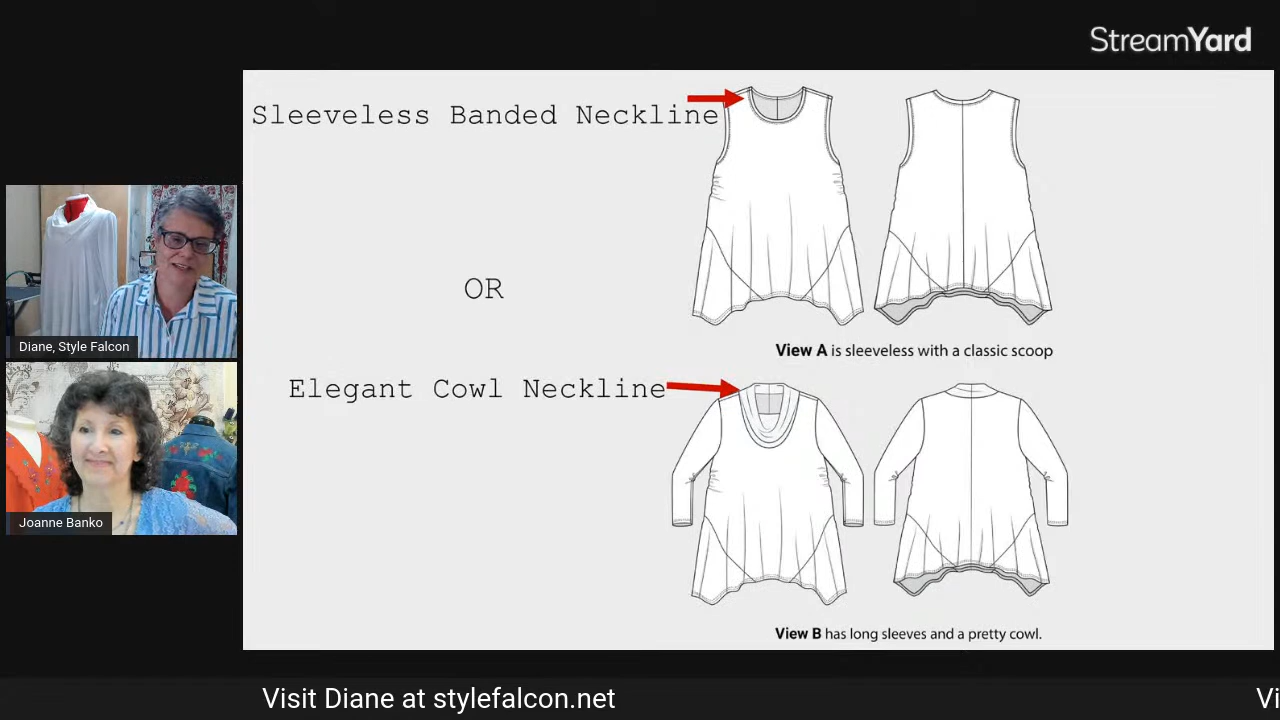 StreamYard
Sleeveless Banded Neckline
OR
View A is sleeveless with a classic scoop
Diane, Style Falcon
Elegant Cowl Neckline
Joanne Banko
View B has long sleeves and a pretty cowl.
Visit Diane at stylefalcon.net
Vi